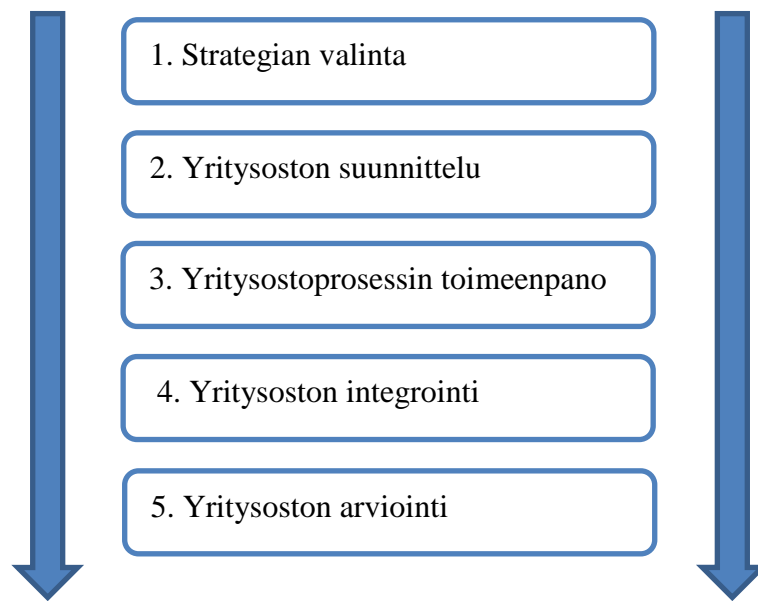 1. Strategian valinta
2. Yritysoston suunnittelu
3. Yritysostoprosessin toimeenpano
4. Yritysoston integrointi
5. Yritysoston arviointi